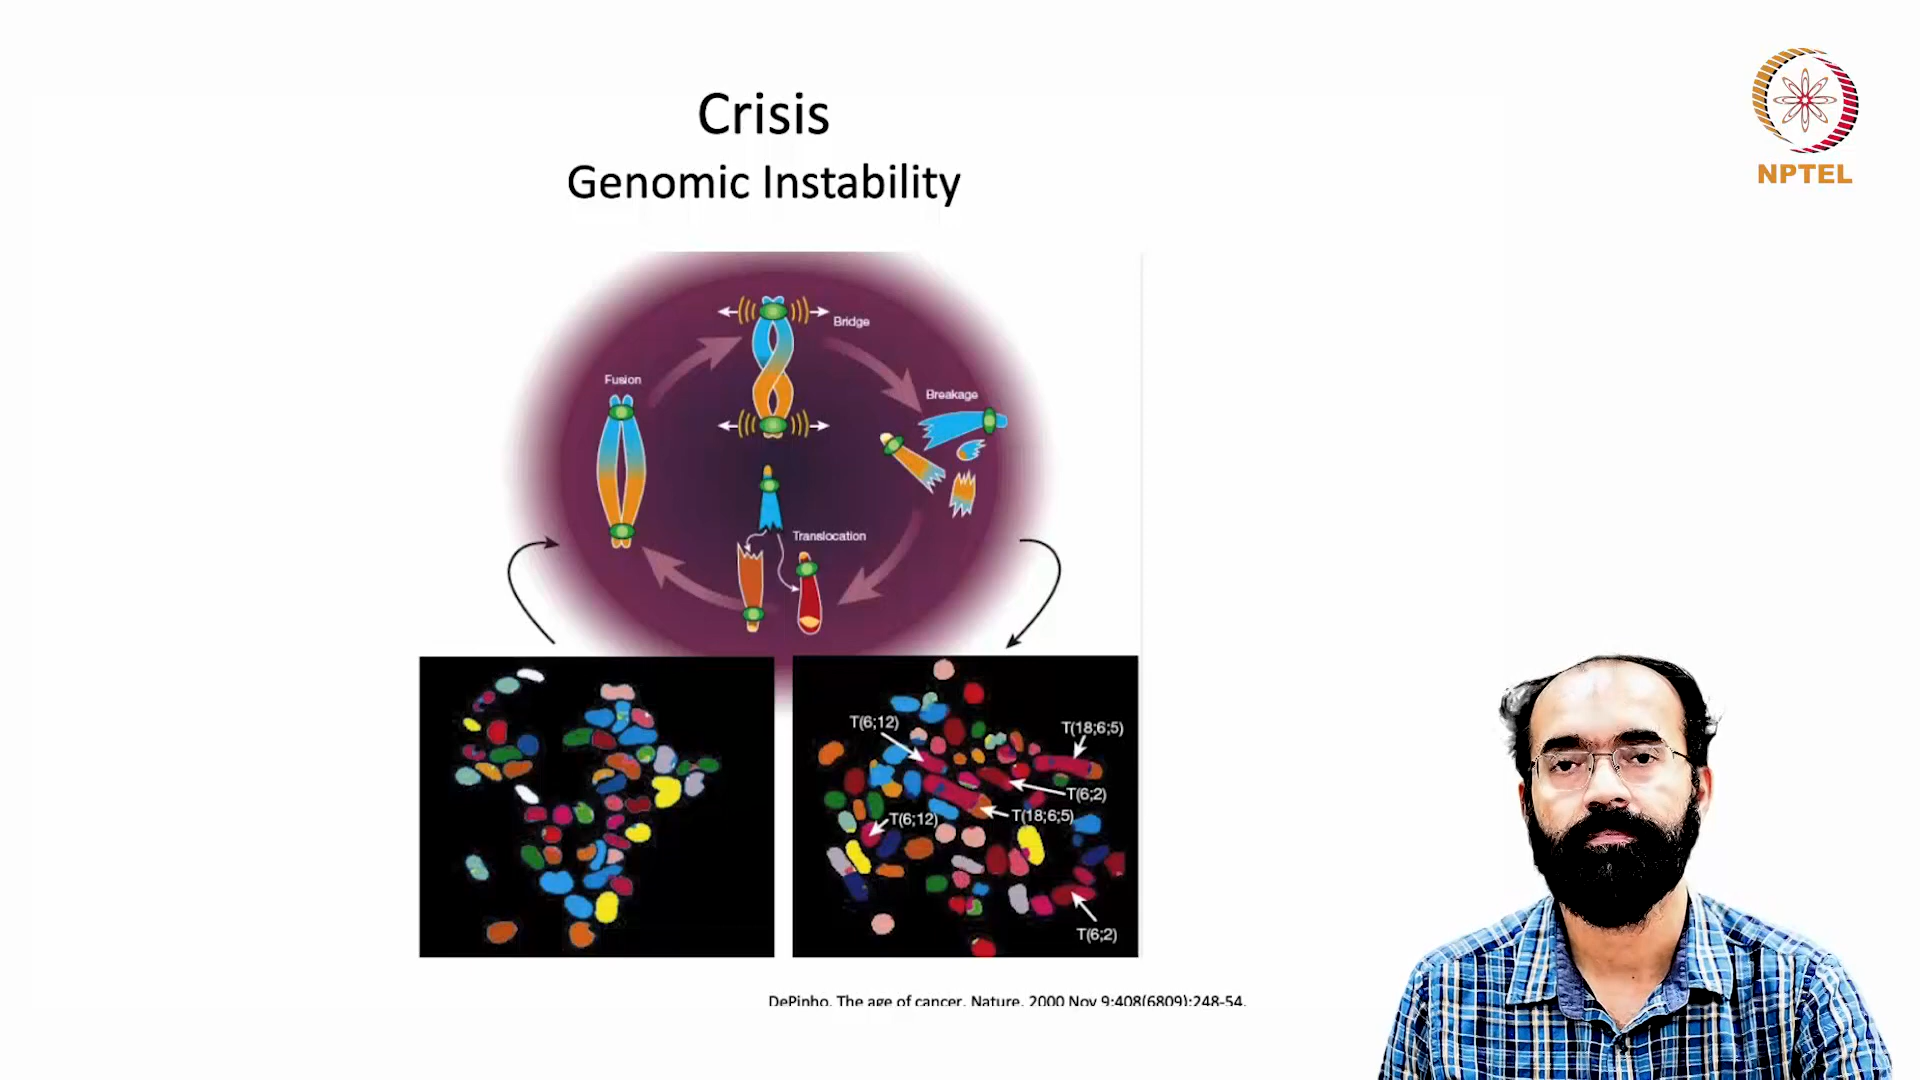 Crisis
Genomic Instability
NPTEL
Bridge
Fusion
Breakage
Translocation
T(6;12)
T(18;6;5)
T(6;2)
T(18;6;5)
T(6;12)
T(6;2)
DePinho. The age of cancer. Nature. 2000 Nov 9;408(6809):248-54.